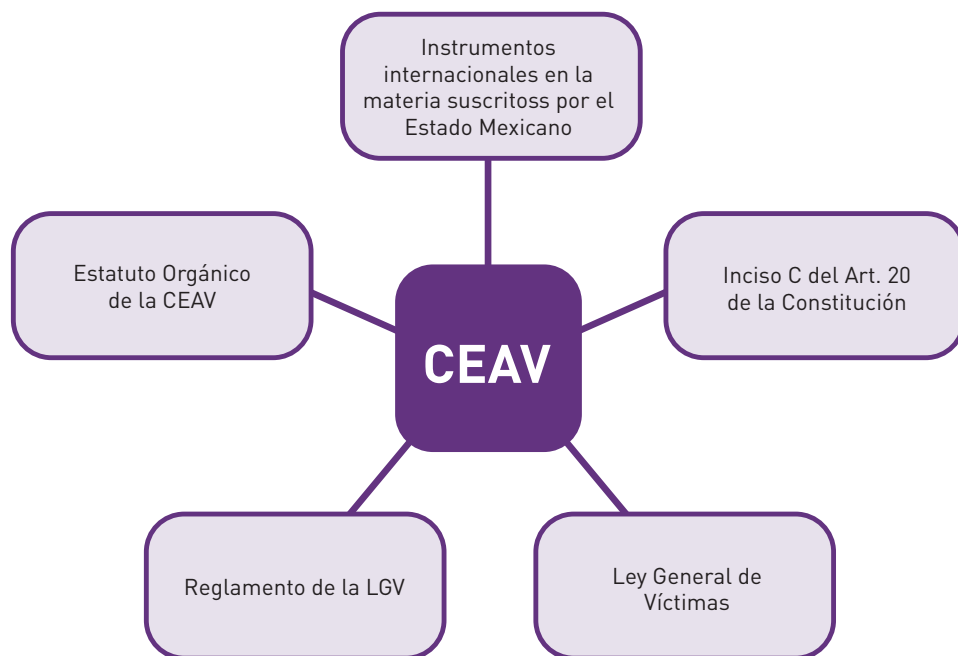 Instrumentos
internacionales en la
materia suscritoss por el
Estado Mexicano
Estatuto Orgánico
de la CEAV
Inciso C del Art. 20
de la Constitución
CEAV
Reglamento de la LGV
Ley General de
Víctimas